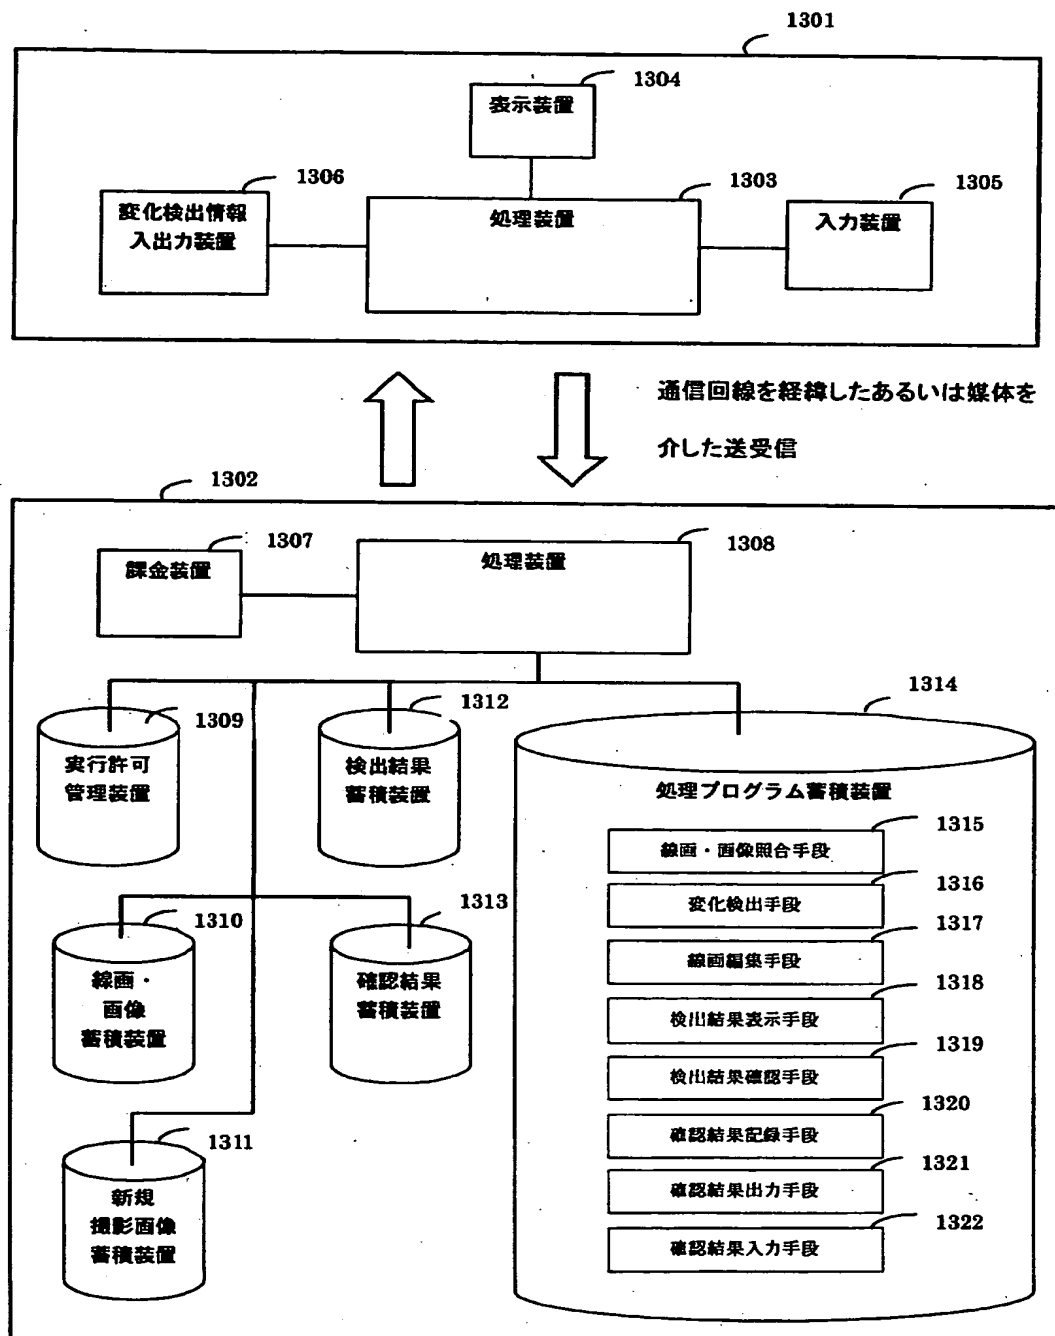 1301
1304
表示装置
1306
1303
1305
変化検出情報
入出力装置
処理装置
入力装置
通信回線を経緯したあるいは媒体を
介した送受信
1302
1307
1308
課金装置
処理装置
1309
1312
1314
実行許可
管理装置
検出結果
蓄積装置
処理プログラム蓄積装置
1315
線画・画像照合手段
1316
変化検出手段
1317
線画編集手段
1318
検出結果表示手段
1319
検出結果確認手段
1320
確認結果記録手段
1321
確認結果出力手段
1322
確認結果入力手段
1310
1313
線画・
画像
蓄積装置
確認結果
蓄積装置
1311
新規
撮影画像
蓄積装置